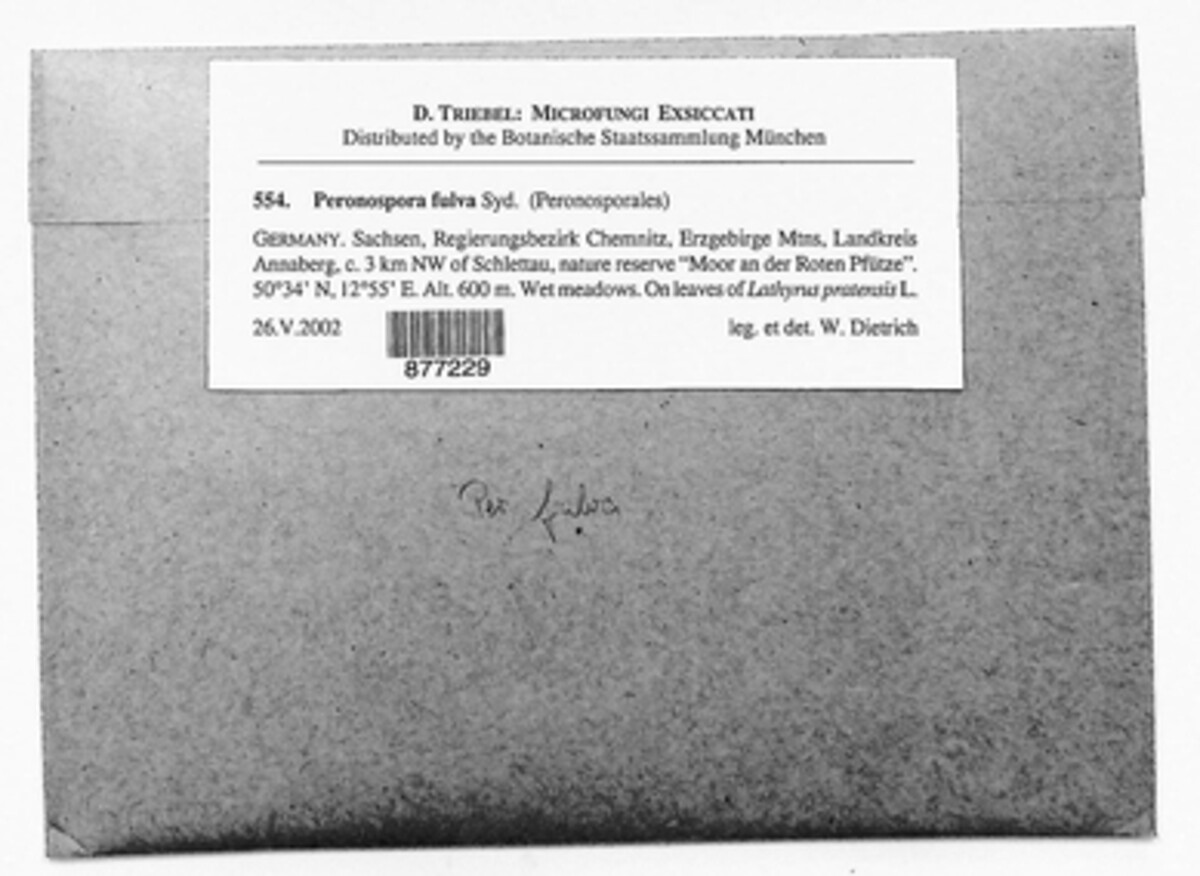 D. TRIEBEL: MICROFUNGI EXSICCATI
Distributed by the Botanische Staatssammlung München
554. Peronospora fulva Syd. (Peronosporales)
GERMANY. Sachsen, Regierungsbezirk Chemnitz, Erzgebirge Mtns, Landkreis
Annaberg, c. 3 km NW of Schlettau, nature reserve "Moor an der Roten Pfütze".
50°34' N, 12°55' E. Alt. 600 m. Wet meadows. On leaves of Lathyrus pratensis L.
26.V.2002 leg. et det. W. Dietrich
877229
Per fulva